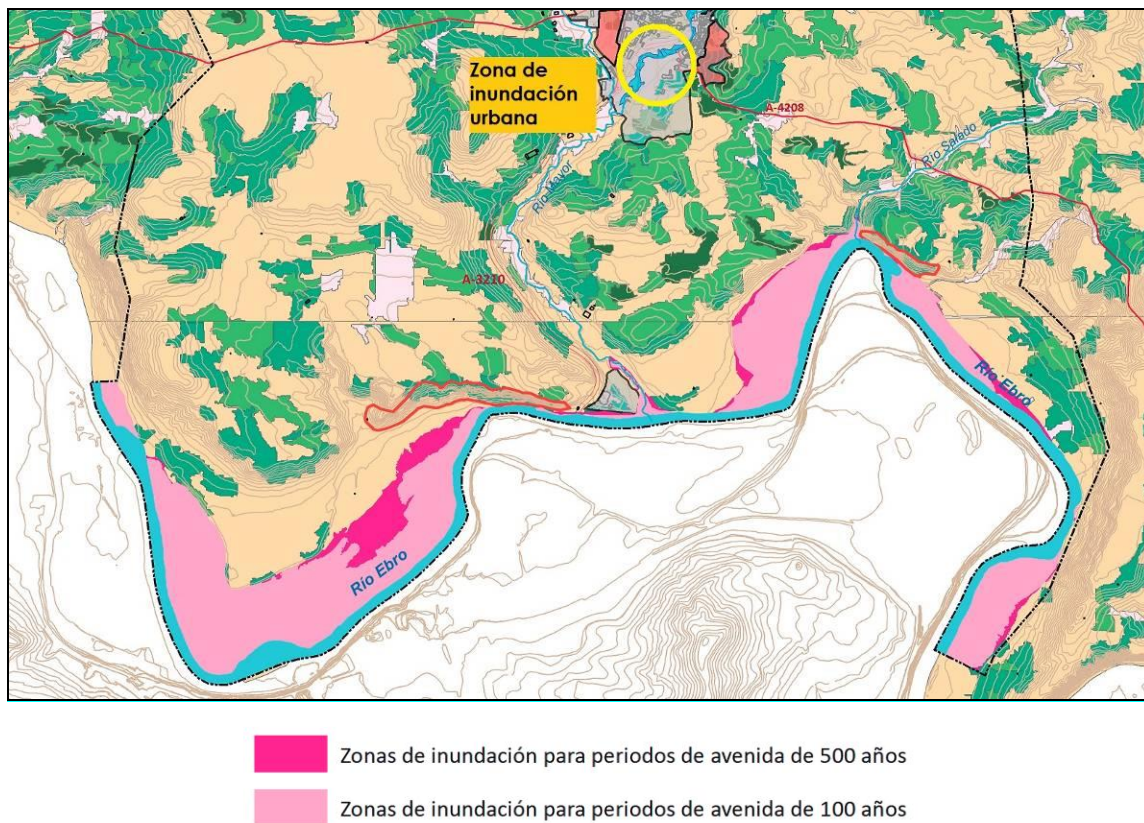 Zona de
inundación
urbana
A-4208
Río Salado
Río Mayor
A-3210
Río Ebro
Río Ebro
Zonas de inundación para periodos de avenida de 500 años
Zonas de inundación para periodos de avenida de 100 años